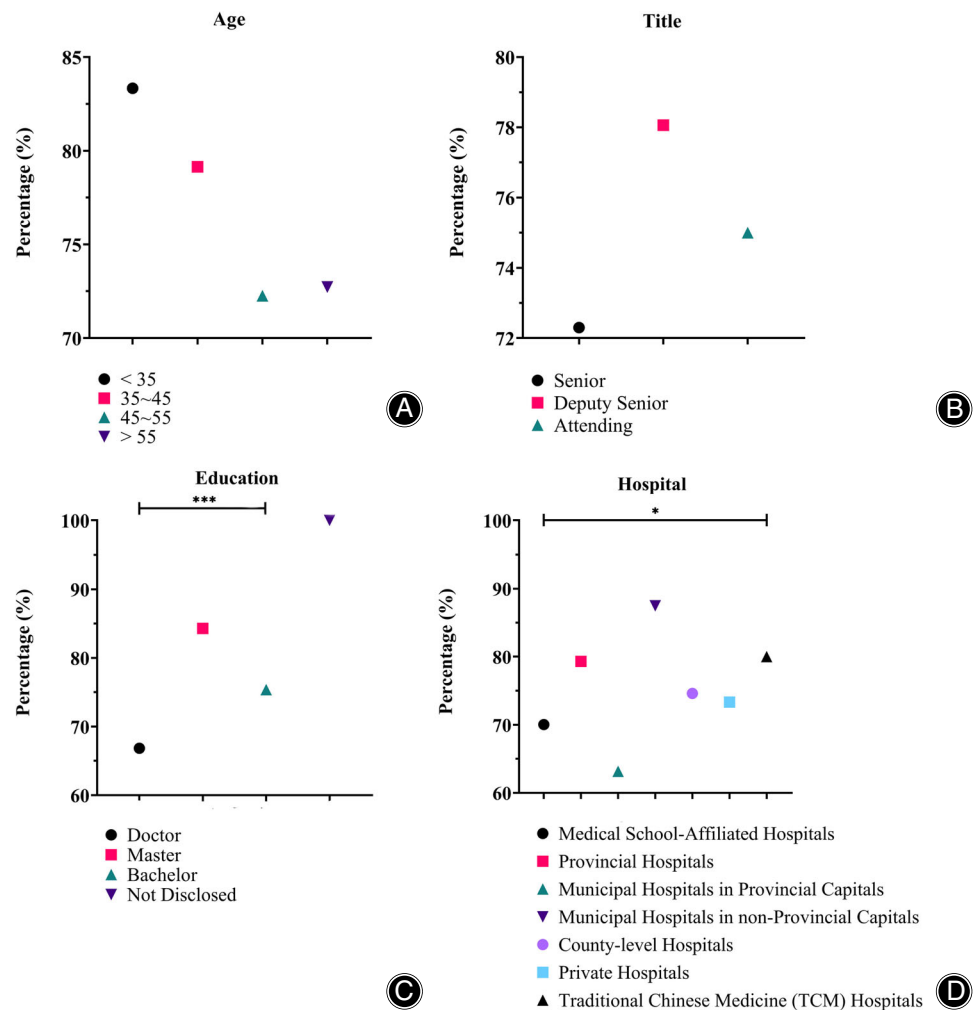 Age
Percentage (%)
85
80
75
70
< 35
35~45
45~55
> 55
A
Title
Percentage (%)
80
78
76
74
72
Senior
Deputy Senior
Attending
B
Education
***
Percentage (%)
100
90
80
70
60
Doctor
Master
Bachelor
Not Disclosed
C
Hospital
*
Percentage (%)
100
90
80
70
60
Medical School-Affiliated Hospitals
Provincial Hospitals
Municipal Hospitals in Provincial Capitals
Municipal Hospitals in non-Provincial Capitals
County-level Hospitals
Private Hospitals
Traditional Chinese Medicine (TCM) Hospitals
D